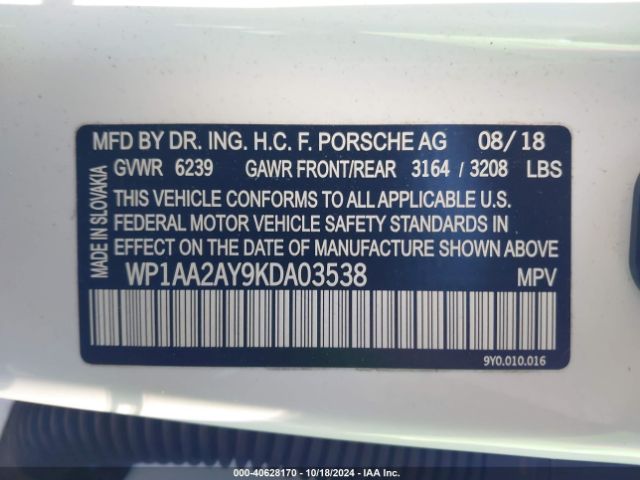 MFD BY DR. ING. H.C. F. PORSCHE AG 08/18
GVWR 6239 GAWR FRONT/REAR 3164 / 3208 LBS
THIS VEHICLE CONFORMS TO ALL APPLICABLE U.S.
FEDERAL MOTOR VEHICLE SAFETY STANDARDS IN
EFFECT ON THE DATE OF MANUFACTURE SHOWN ABOVE
MADE IN SLOVAKIA
WP1AA2AY9KDA03538 MPV
9Y0.010.016
000-40628170 | 10/18/2024 | IAA Inc.